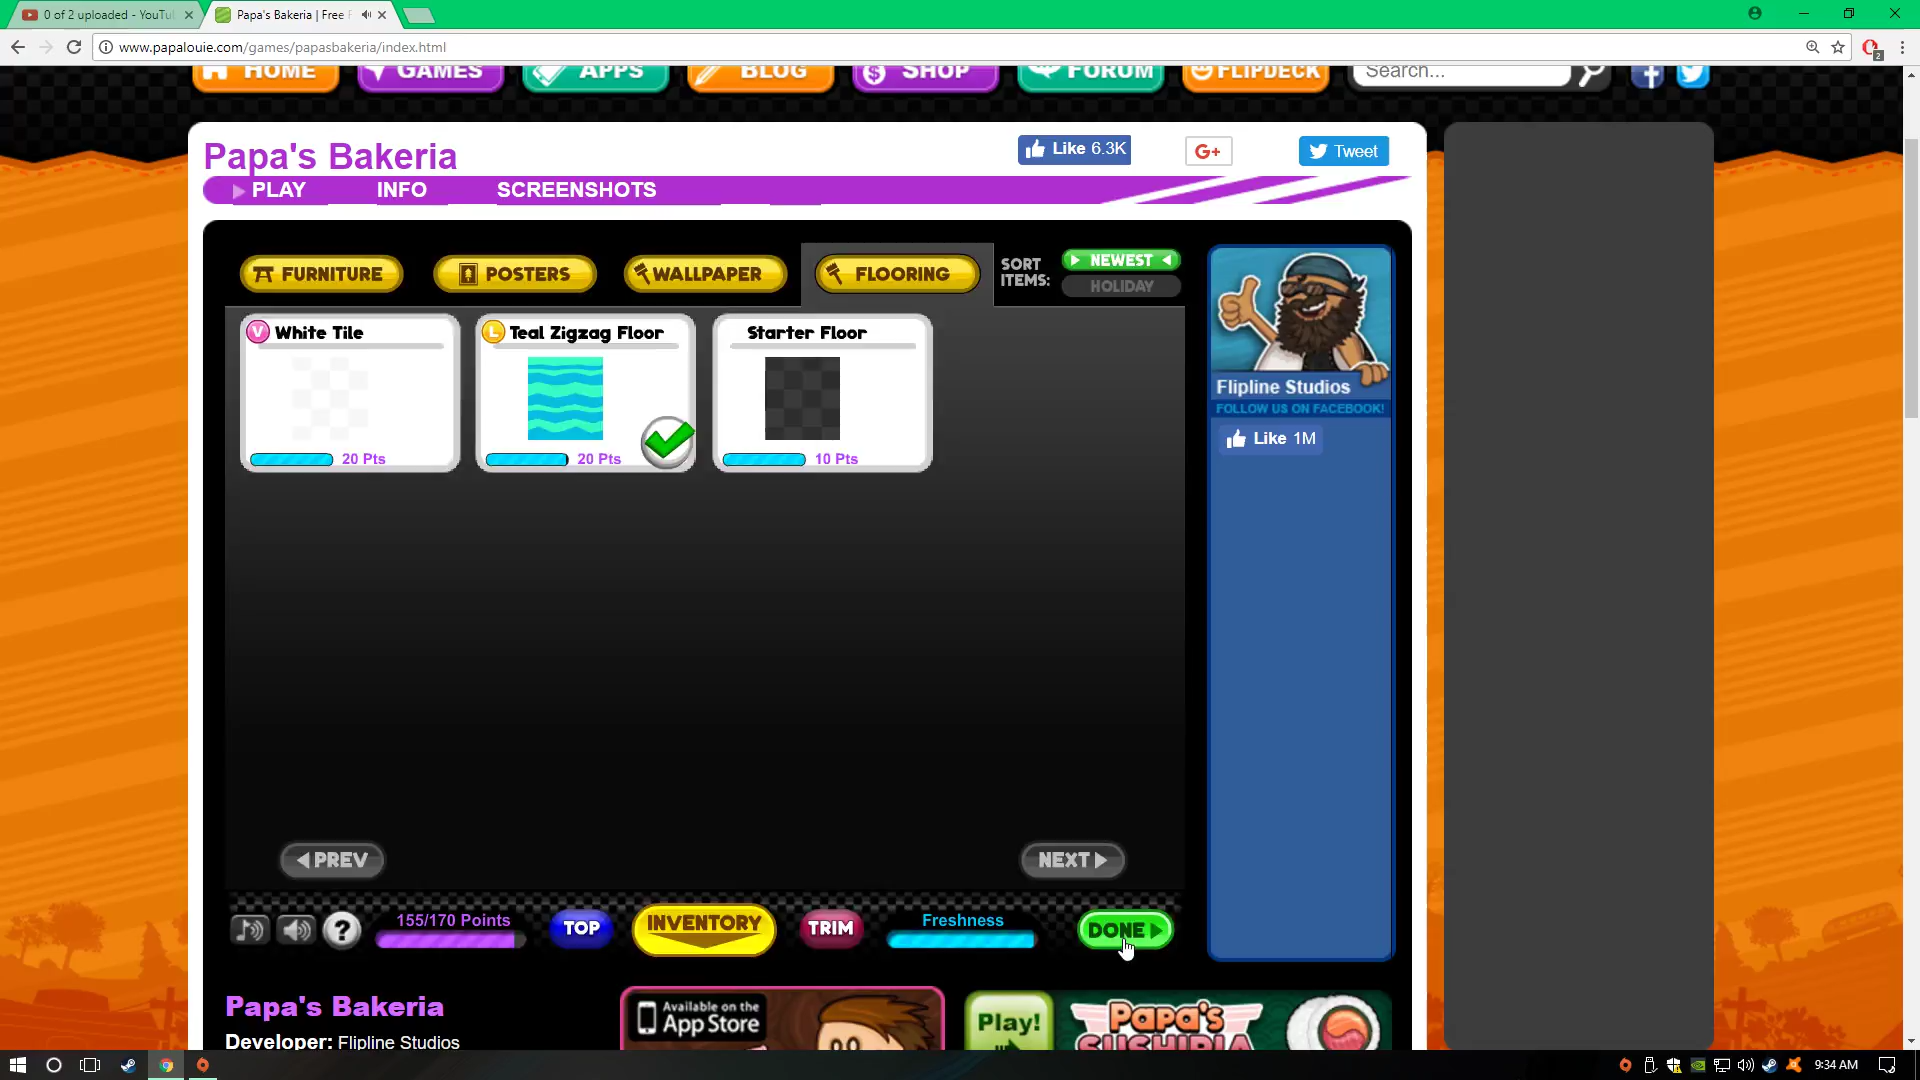 0 of 2 uploaded - YouTu
Papa's Bakeria | Free F
www.papalouie.com/games/papasbakeria/index.html
2
HOME
GAMES
APPS
BLOG
SHOP
FORUM
FLIPDECK
Search...
Papa's Bakeria
Like 6.3K
G+
Tweet
PLAY
INFO
SCREENSHOTS
FURNITURE
POSTERS
WALLPAPER
FLOORING
SORT
ITEMS:
NEWEST
HOLIDAY
V White Tile
20 Pts
L Teal Zigzag Floor
20 Pts
Starter Floor
10 Pts
Flipline Studios
FOLLOW US ON FACEBOOK!
Like 1M
PREV
NEXT
?
155/170 Points
TOP
INVENTORY
TRIM
Freshness
DONE
Papa's Bakeria
Developer: Flipline Studios
Available on the
App Store
Play!
Papa's
SUSHIRIA
9:34 AM